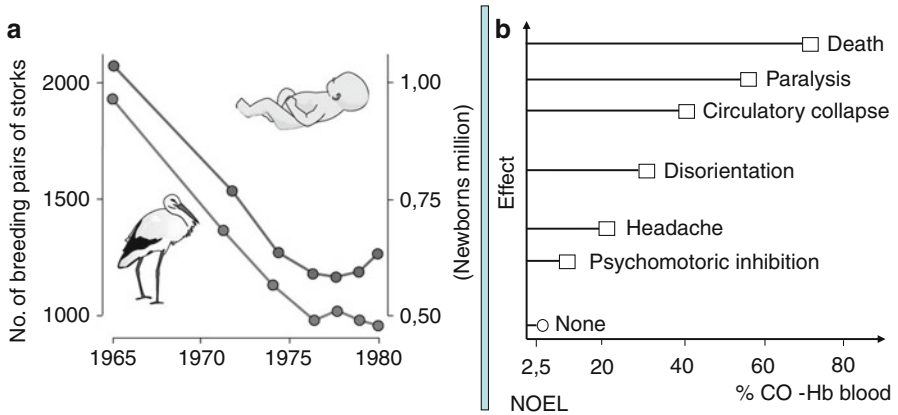 a
No. of breeding pairs of storks
2000
1500
1000
1965
1970
1975
1980
1,00
0,75
0,50
(Newborns million)
b
Effect
Death
Paralysis
Circulatory collapse
Disorientation
Headache
Psychomotoric inhibition
None
2,5
20
40
60
80
NOEL
% CO -Hb blood